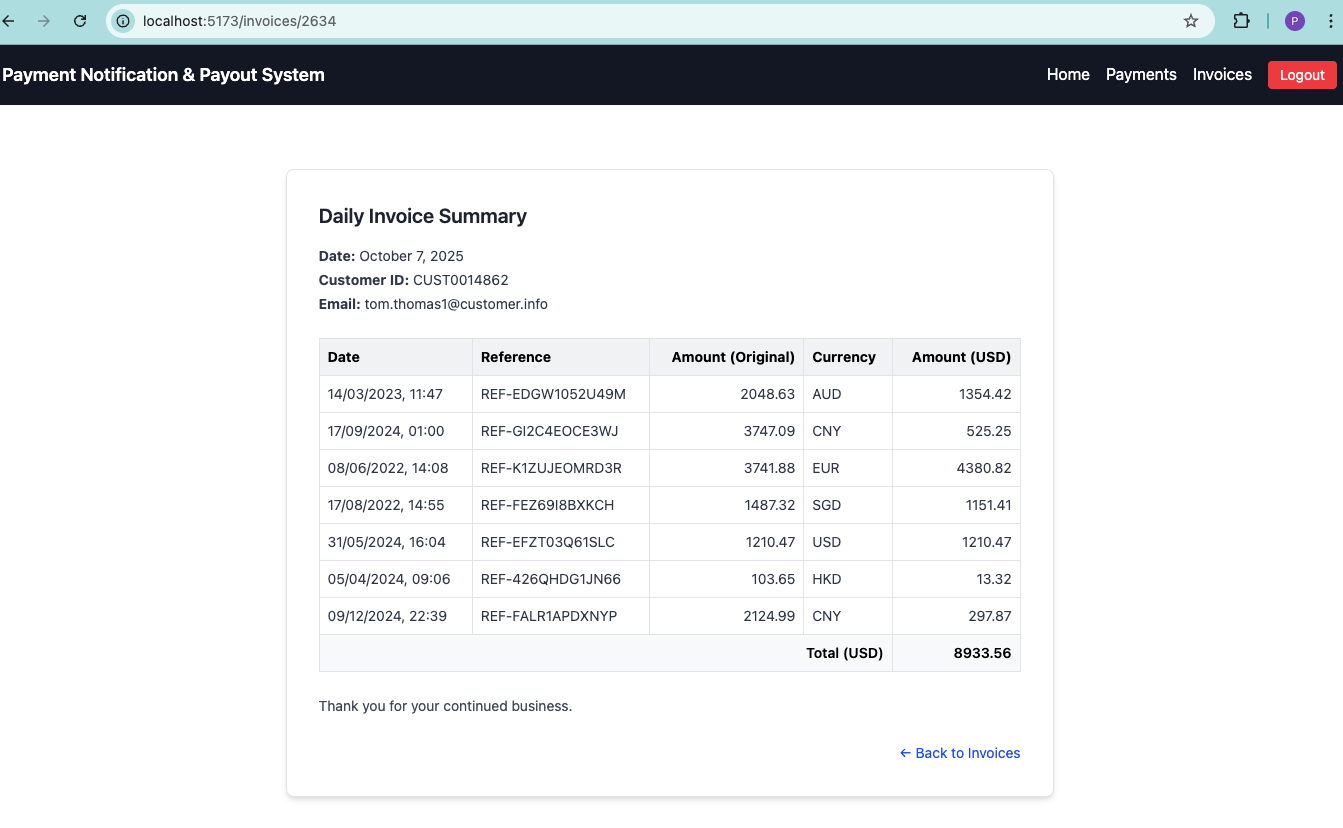 localhost:5173/invoices/2634
P
Payment Notification & Payout System
Home Payments Invoices Logout
Daily Invoice Summary
Date: October 7, 2025
Customer ID: CUST0014862
Email: tom.thomas1@customer.info
Date Reference Amount (Original) Currency Amount (USD)
14/03/2023, 11:47 REF-EDGW1052U49M 2048.63 AUD 1354.42
17/09/2024, 01:00 REF-GI2C4EOCE3WJ 3747.09 CNY 525.25
08/06/2022, 14:08 REF-K1ZUJEOMRD3R 3741.88 EUR 4380.82
17/08/2022, 14:55 REF-FEZ69I8BXKCH 1487.32 SGD 1151.41
31/05/2024, 16:04 REF-EFZT03Q61SLC 1210.47 USD 1210.47
05/04/2024, 09:06 REF-426QHDG1JN66 103.65 HKD 13.32
09/12/2024, 22:39 REF-FALR1APDXNYP 2124.99 CNY 297.87
Total (USD) 8933.56
Thank you for your continued business.
← Back to Invoices